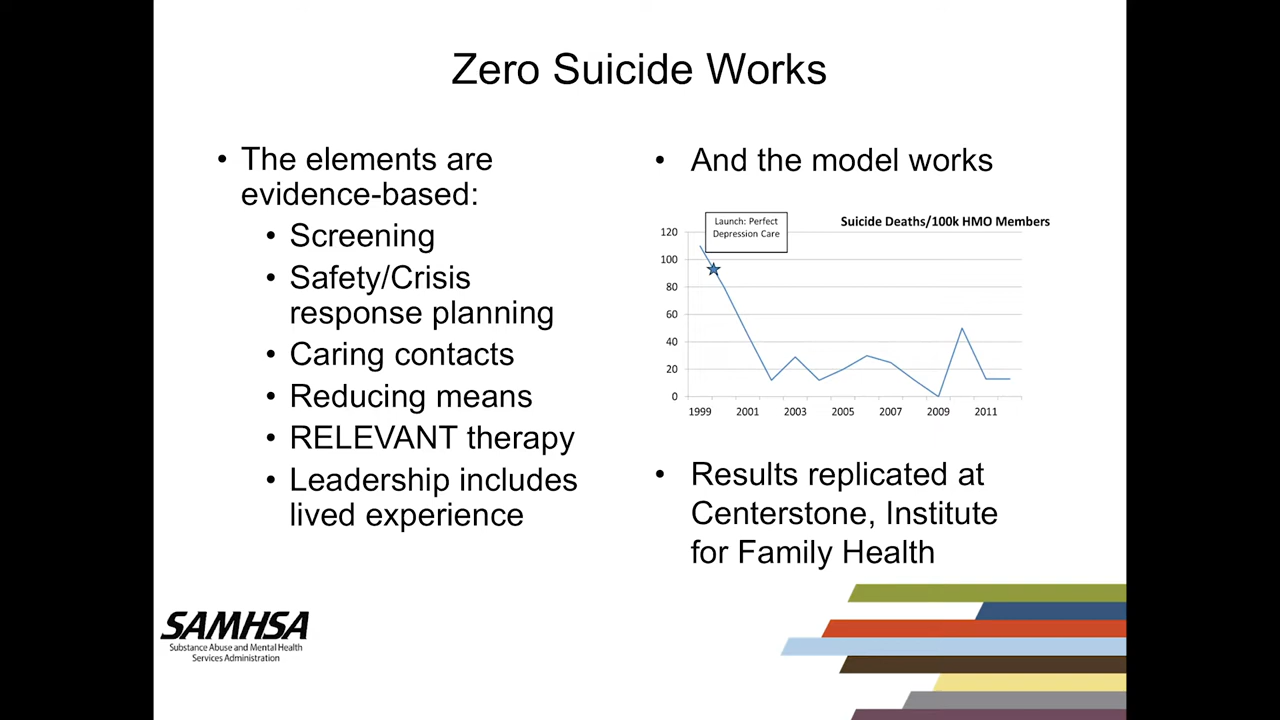 Zero Suicide Works
• The elements are
evidence-based:
• Screening
• Safety/Crisis
response planning
• Caring contacts
• Reducing means
• RELEVANT therapy
• Leadership includes
lived experience
• And the model works
Launch: Perfect
Depression Care
Suicide Deaths/100k HMO Members
120
100
80
60
40
20
0
1999 2001 2003 2005 2007 2009 2011
• Results replicated at
Centerstone, Institute
for Family Health
SAMHSA
Substance Abuse and Mental Health
Services Administration